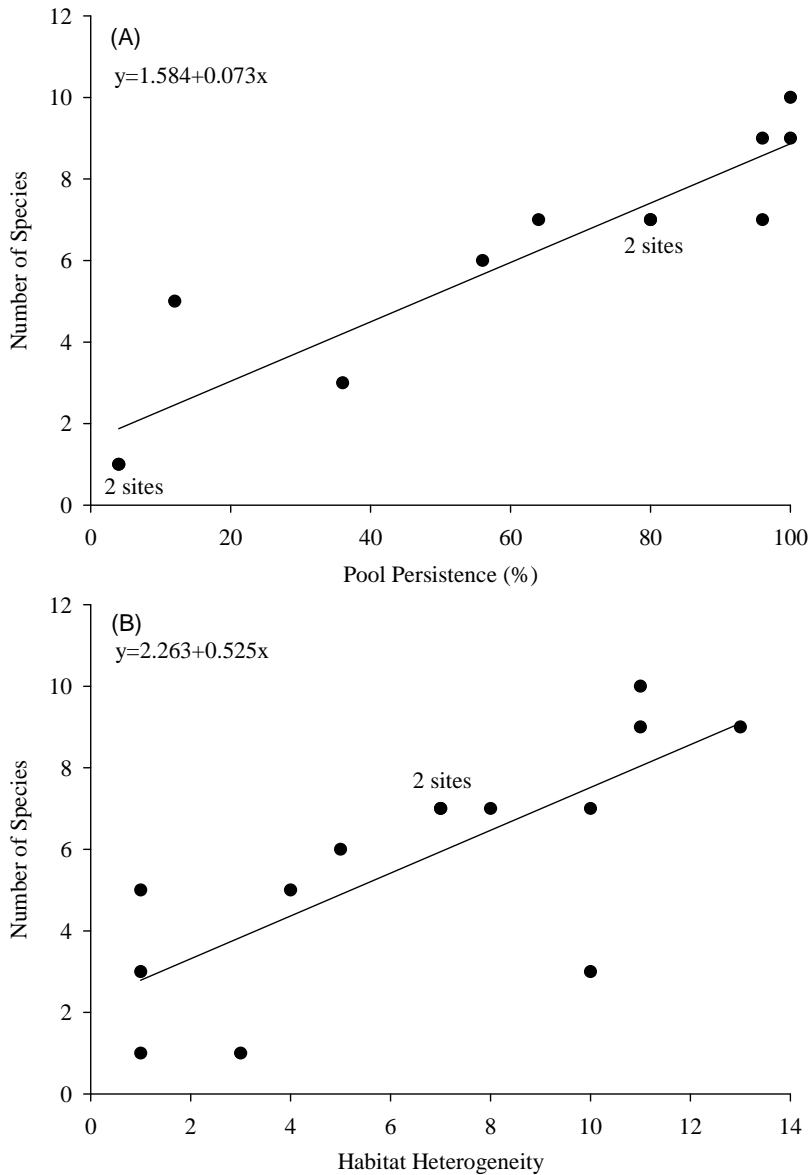 12
(A)
y=1.584+0.073x
10
8
6
4
2
0
Number of Species
2 sites
2 sites
0 20 40 60 80 100
Pool Persistence (%)
12
(B)
y=2.263+0.525x
10
8
6
4
2
0
Number of Species
2 sites
0 2 4 6 8 10 12 14
Habitat Heterogeneity